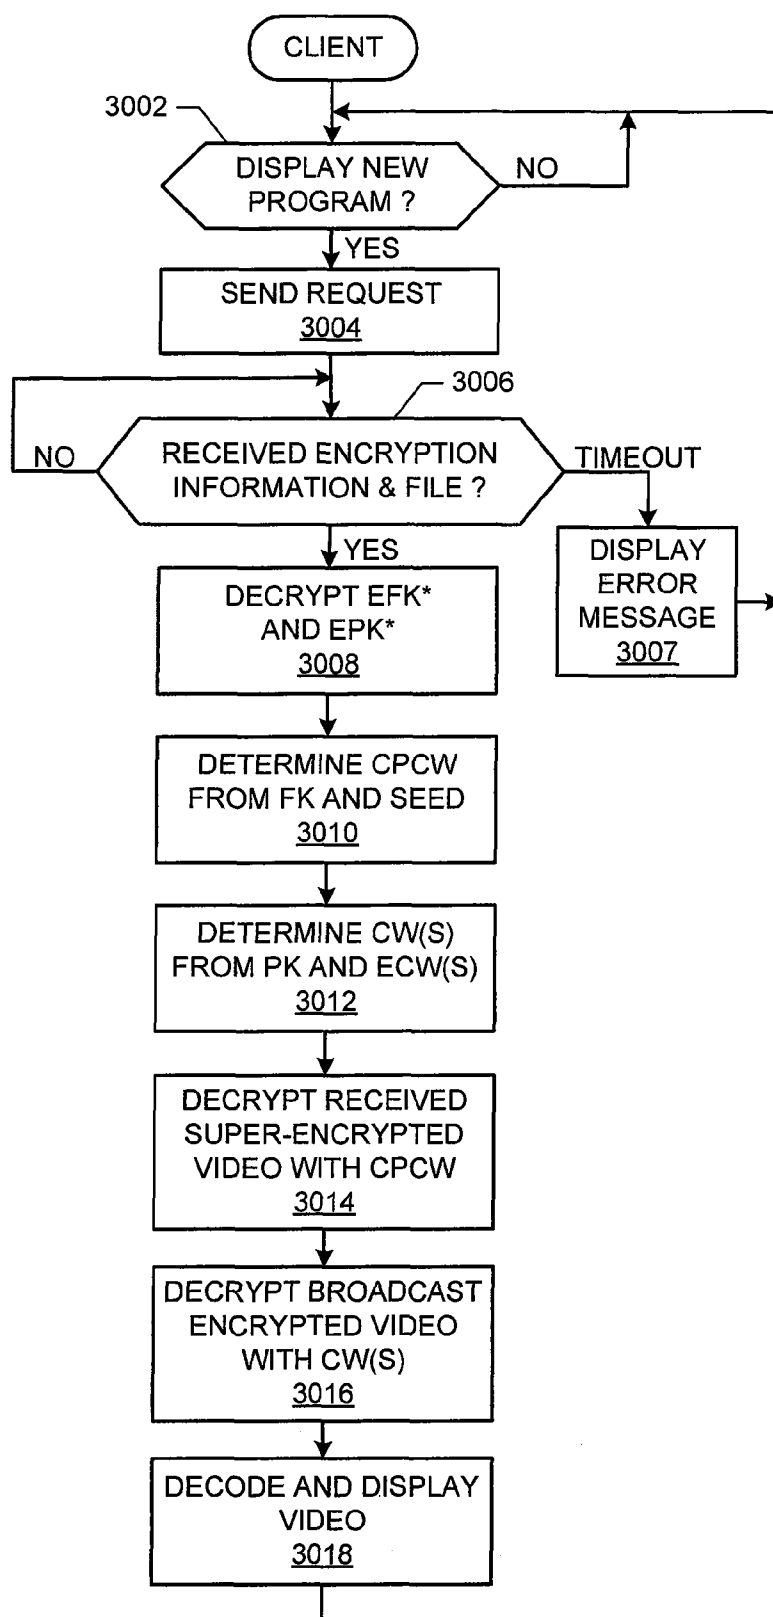 CLIENT
3002
DISPLAY NEW
PROGRAM ?
NO
YES
SEND REQUEST
3004
3006
NO
RECEIVED ENCRYPTION
INFORMATION & FILE ?
TIMEOUT
YES
DISPLAY
ERROR
MESSAGE
3007
DECRYPT EFK*
AND EPK*
3008
DETERMINE CPCW
FROM FK AND SEED
3010
DETERMINE CW(S)
FROM PK AND ECW(S)
3012
DECRYPT RECEIVED
SUPER-ENCRYPTED
VIDEO WITH CPCW
3014
DECRYPT BROADCAST
ENCRYPTED VIDEO
WITH CW(S)
3016
DECODE AND DISPLAY
VIDEO
3018